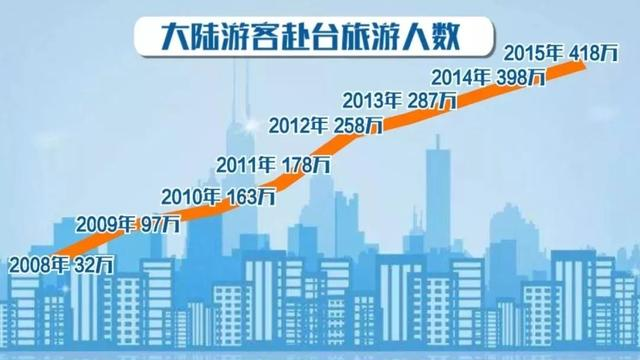 大陆游客赴台旅游人数
2015年 418万
2014年 398万
2013年 287万
2012年 258万
2011年 178万
2010年 163万
2009年 97万
2008年 32万